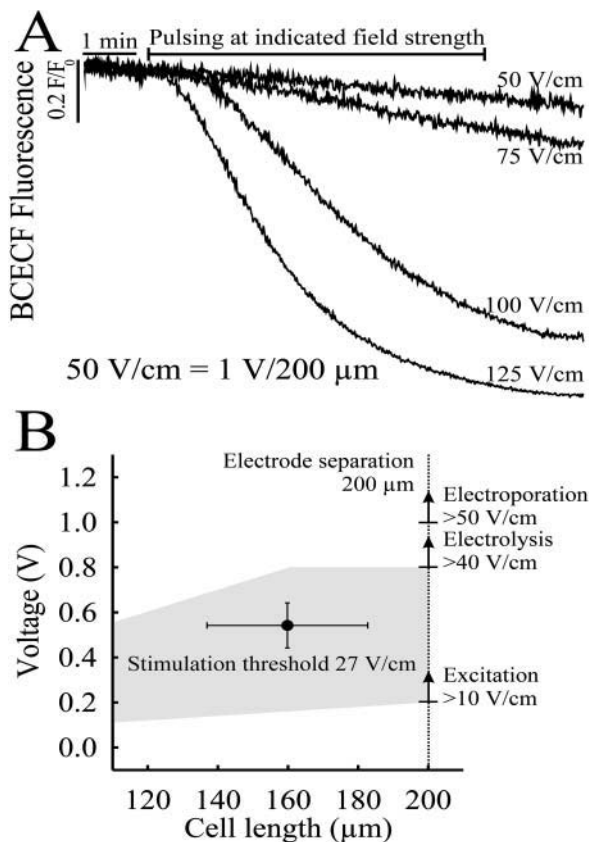 A
1 min
Pulsing at indicated field strength
0.2 F/F0
BCECF Fluorescence
50 V/cm
75 V/cm
100 V/cm
125 V/cm
50 V/cm = 1 V/200 μm
B
Electrode separation
200 μm
Electroporation
>50 V/cm
Electrolysis
>40 V/cm
Stimulation threshold 27 V/cm
Excitation
>10 V/cm
Voltage (V)
1.2
1.0
0.8
0.6
0.4
0.2
0.0
120 140 160 180 200
Cell length (μm)